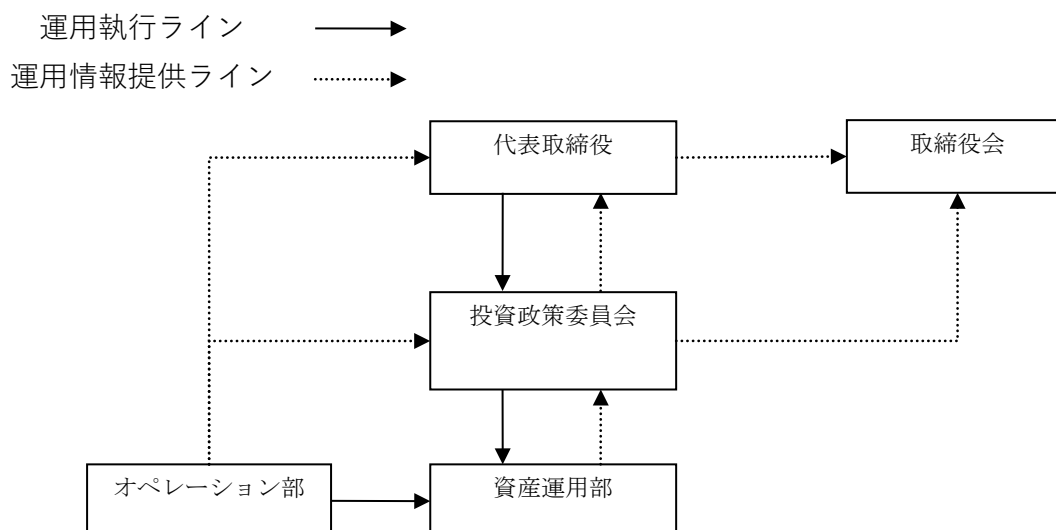 運用執行ライン
運用情報提供ライン
代表取締役
取締役会
投資政策委員会
オペレーション部
資産運用部